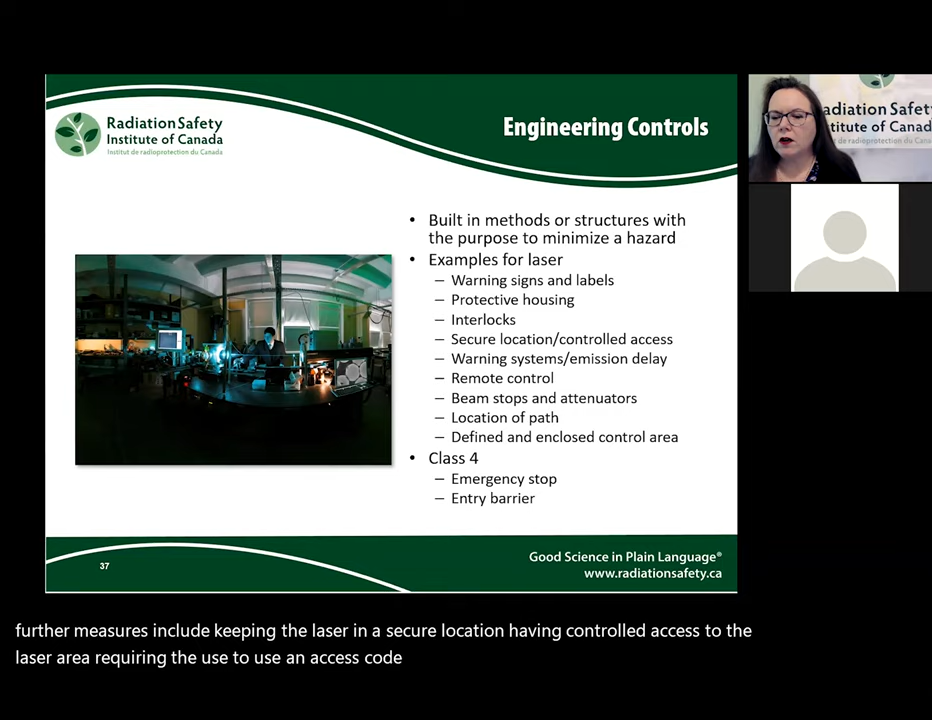 Radiation Safety
Institute of Canada
Institut de radioprotection du Canada
Engineering Controls
• Built in methods or structures with
the purpose to minimize a hazard
• Examples for laser
– Warning signs and labels
– Protective housing
– Interlocks
– Secure location/controlled access
– Warning systems/emission delay
– Remote control
– Beam stops and attenuators
– Location of path
– Defined and enclosed control area
• Class 4
– Emergency stop
– Entry barrier
37
Good Science in Plain Language®
www.radiationsafety.ca
adiation Safet
titute of Canad
de radioprotection du Cana
further measures include keeping the laser in a secure location having controlled access to the
laser area requiring the use to use an access code